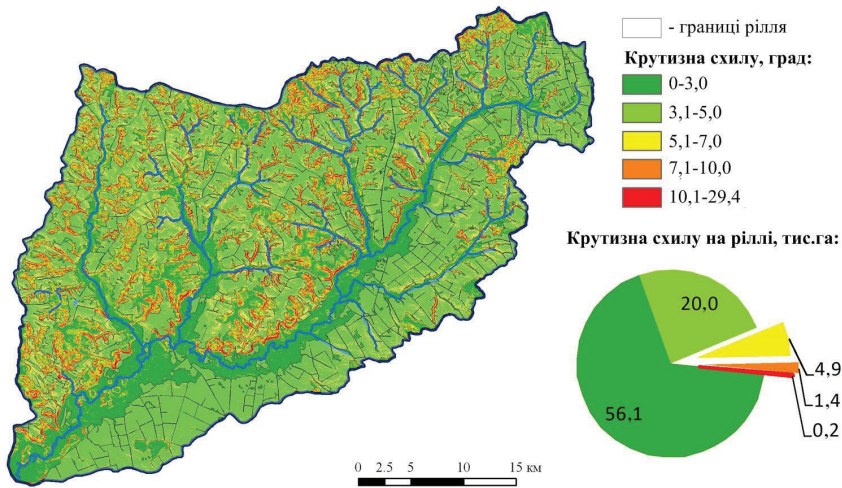 - границі рілля
Крутизна схилу, град:
0-3,0
3,1-5,0
5,1-7,0
7,1-10,0
10,1-29,4
Крутизна схилу на ріллі, тис.га:
20,0
4,9
1,4
0,2
56,1
0 2.5 5 10 15 км